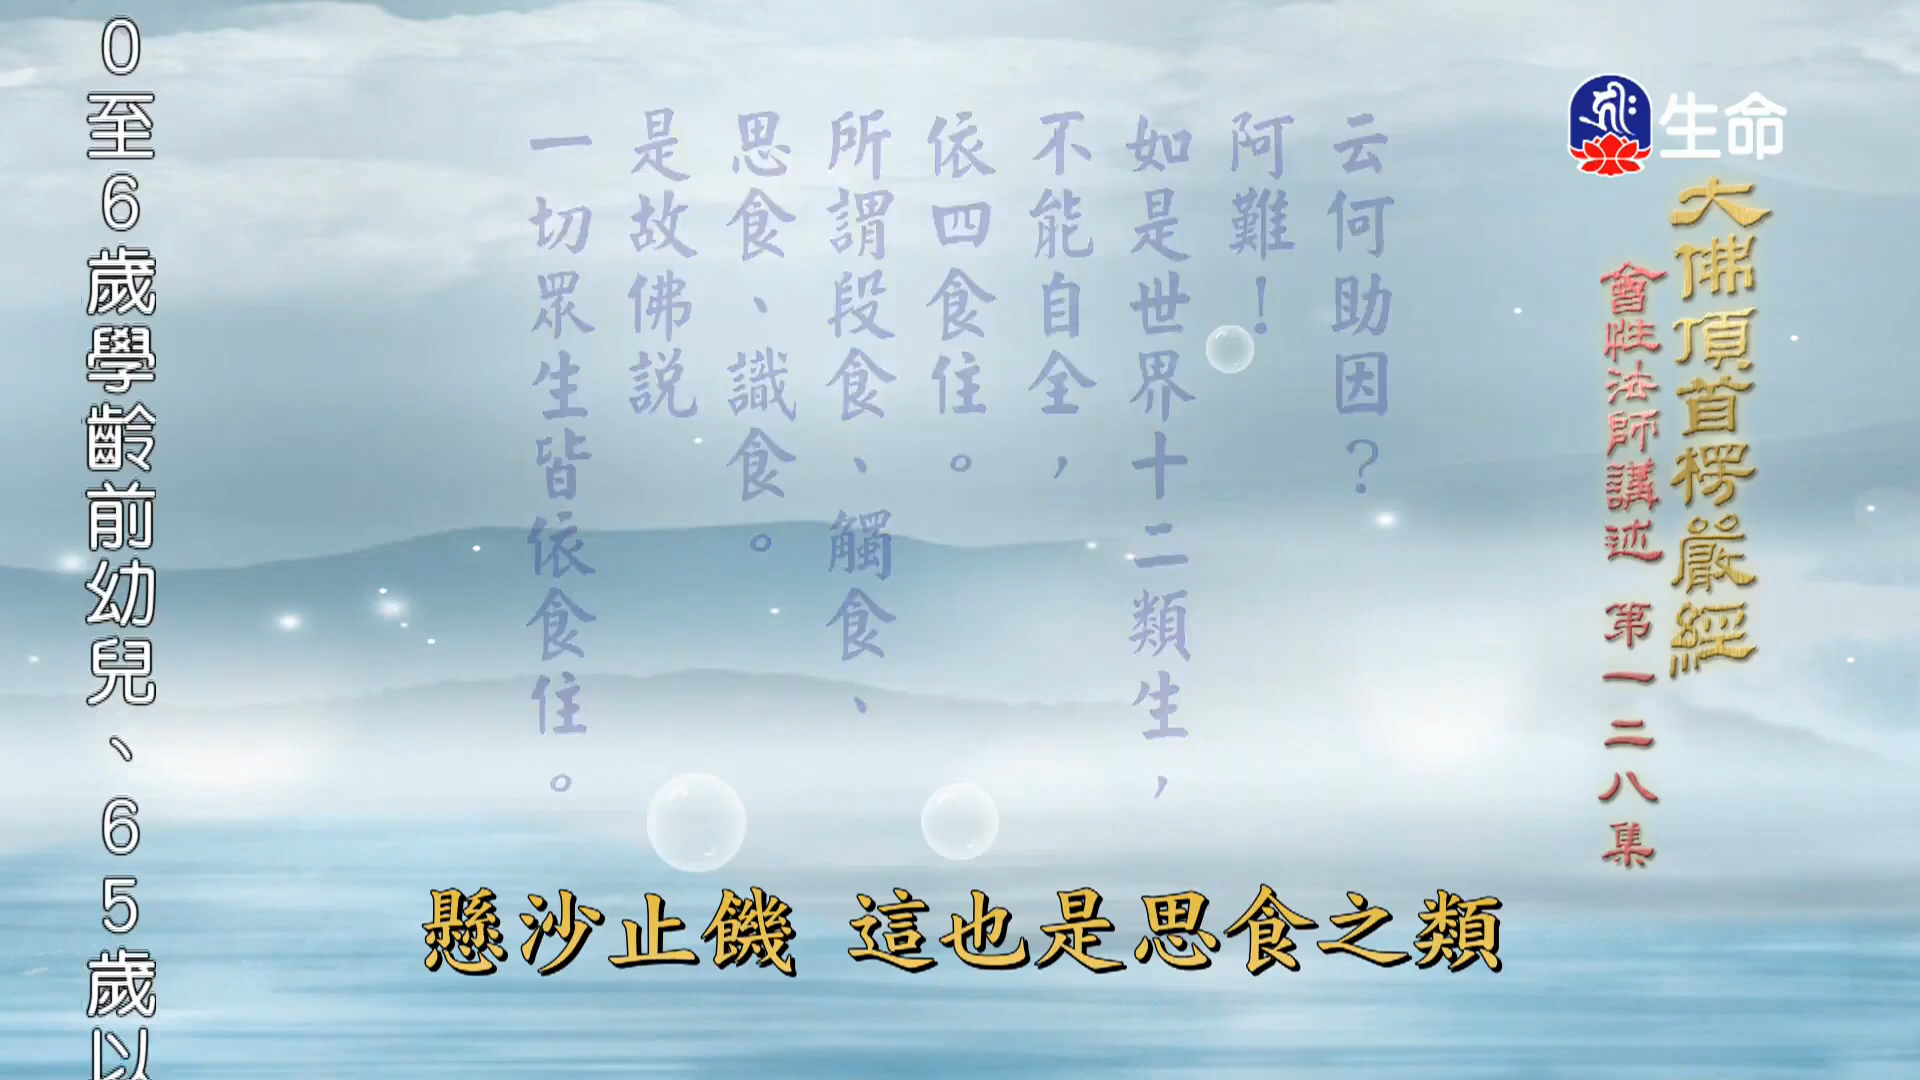 生命
大佛頂首楞嚴經
會性法師講述 第一二八集
云何助因？
阿難！
如是世界十二類生，
不能自全，
依四食住。
所謂段食、觸食、
思食、識食。
是故佛説
一切眾生皆依食住。
0至6歲學齡前幼兒、65歲以
懸沙止饑 這也是思食之類